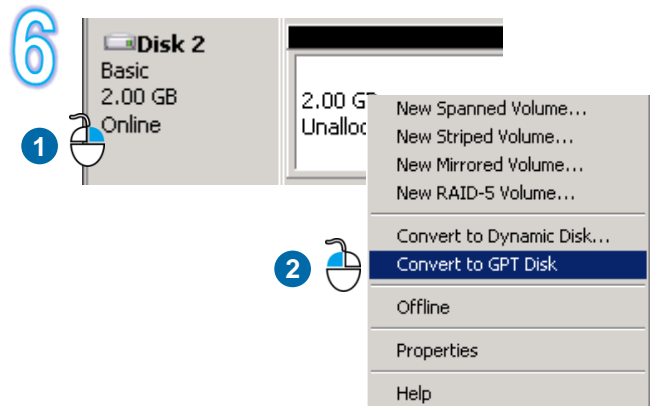 6
Disk 2
Basic
2.00 GB
Online
2.00 G
Unalloc
1
New Spanned Volume...
New Striped Volume...
New Mirrored Volume...
New RAID-5 Volume...
Convert to Dynamic Disk...
2
Convert to GPT Disk
Offline
Properties
Help